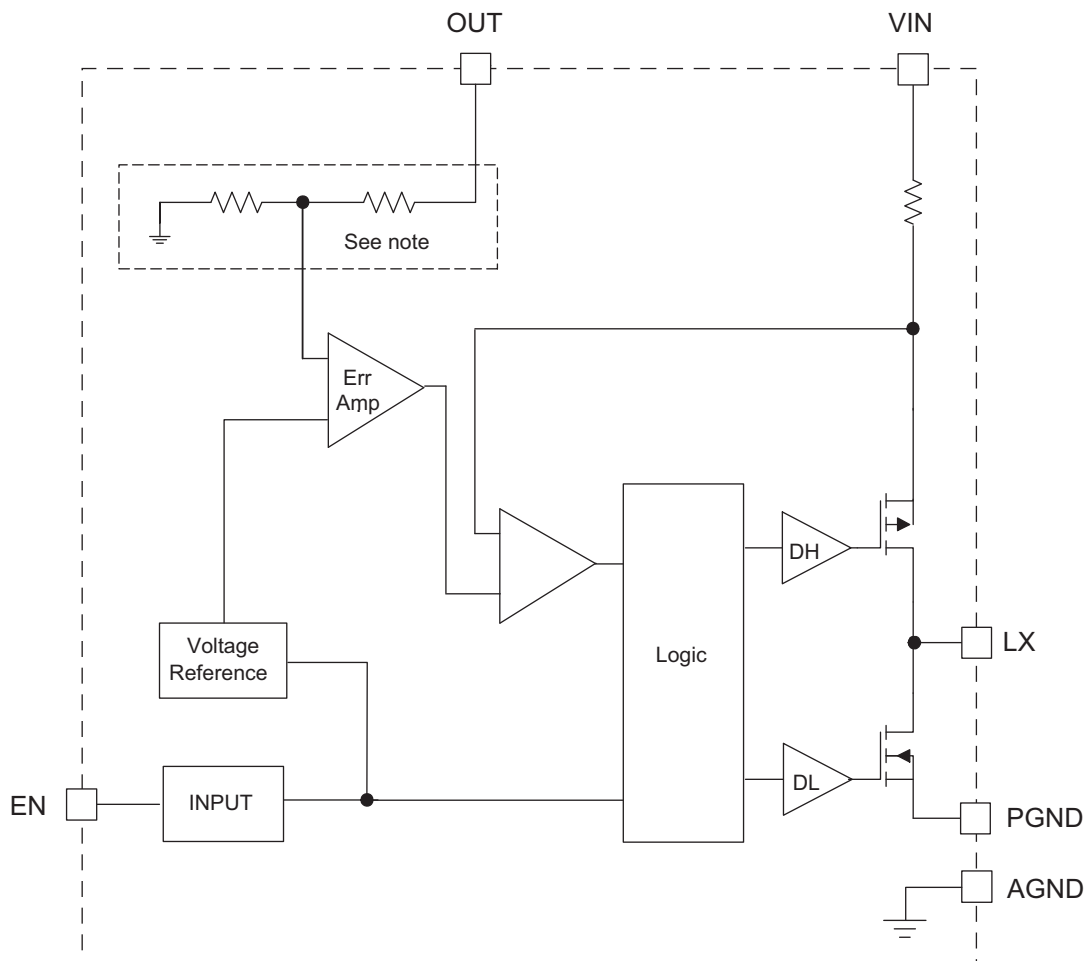 OUT
VIN
See note
Err
Amp
DH
Voltage
Reference
Logic
LX
EN
INPUT
DL
PGND
AGND